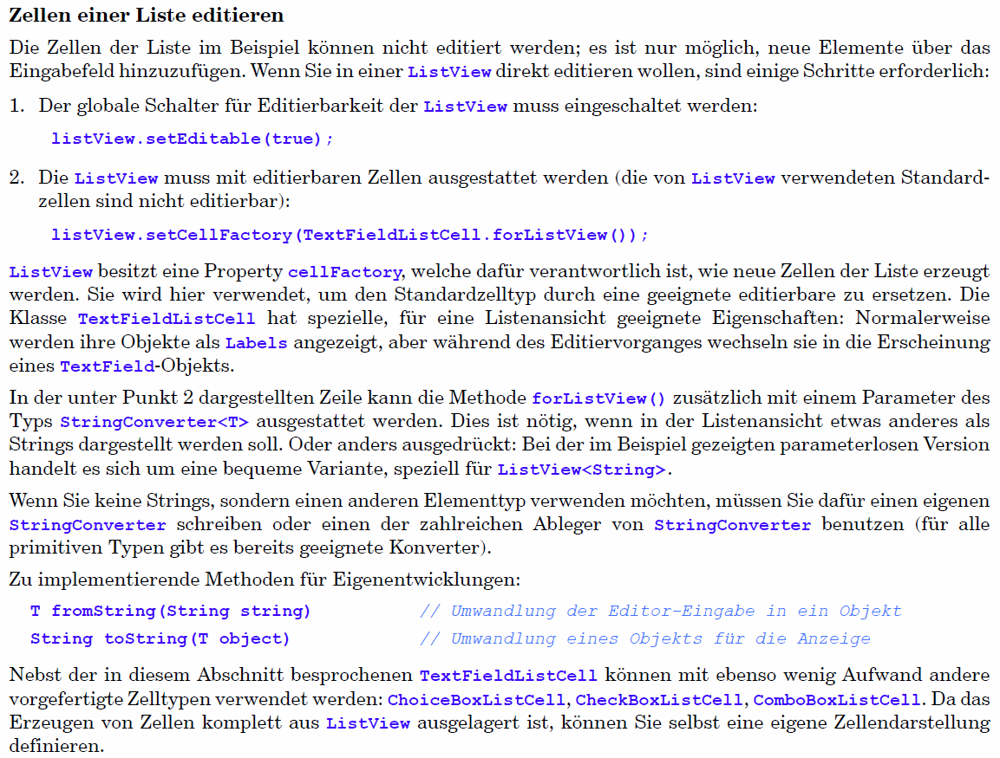 Zellen einer Liste editieren
Die Zellen der Liste im Beispiel können nicht editiert werden; es ist nur möglich, neue Elemente über das
Eingabefeld hinzuzufügen. Wenn Sie in einer ListView direkt editieren wollen, sind einige Schritte erforderlich:
1. Der globale Schalter für Editierbarkeit der ListView muss eingeschaltet werden:
listView.setEditable(true);
2. Die ListView muss mit editierbaren Zellen ausgestattet werden (die von ListView verwendeten Standard-
zellen sind nicht editierbar):
listView.setCellFactory(TextFieldListCell.forListView());
ListView besitzt eine Property cellFactory, welche dafür verantwortlich ist, wie neue Zellen der Liste erzeugt
werden. Sie wird hier verwendet, um den Standardzelltyp durch eine geeignete editierbare zu ersetzen. Die
Klasse TextFieldListCell hat spezielle, für eine Listenansicht geeignete Eigenschaften: Normalerweise
werden ihre Objekte als Labels angezeigt, aber während des Editiervorganges wechseln sie in die Erscheinung
eines TextField-Objekts.
In der unter Punkt 2 dargestellten Zeile kann die Methode forListView() zusätzlich mit einem Parameter des
Typs StringConverter<T> ausgestattet werden. Dies ist nötig, wenn in der Listenansicht etwas anderes als
Strings dargestellt werden soll. Oder anders ausgedrückt: Bei der im Beispiel gezeigten parameterlosen Version
handelt es sich um eine bequeme Variante, speziell für ListView<String>.
Wenn Sie keine Strings, sondern einen anderen Elementtyp verwenden möchten, müssen Sie dafür einen eigenen
StringConverter schreiben oder einen der zahlreichen Ableger von StringConverter benutzen (für alle
primitiven Typen gibt es bereits geeignete Konverter).
Zu implementierende Methoden für Eigenentwicklungen:
T fromString(String string) // Umwandlung der Editor-Eingabe in ein Objekt
String toString(T object) // Umwandlung eines Objekts für die Anzeige
Nebst der in diesem Abschnitt besprochenen TextFieldListCell können mit ebenso wenig Aufwand andere
vorgefertigte Zelltypen verwendet werden: ChoiceBoxListCell, CheckBoxListCell, ComboBoxListCell. Da das
Erzeugen von Zellen komplett aus ListView ausgelagert ist, können Sie selbst eine eigene Zellendarstellung
definieren.